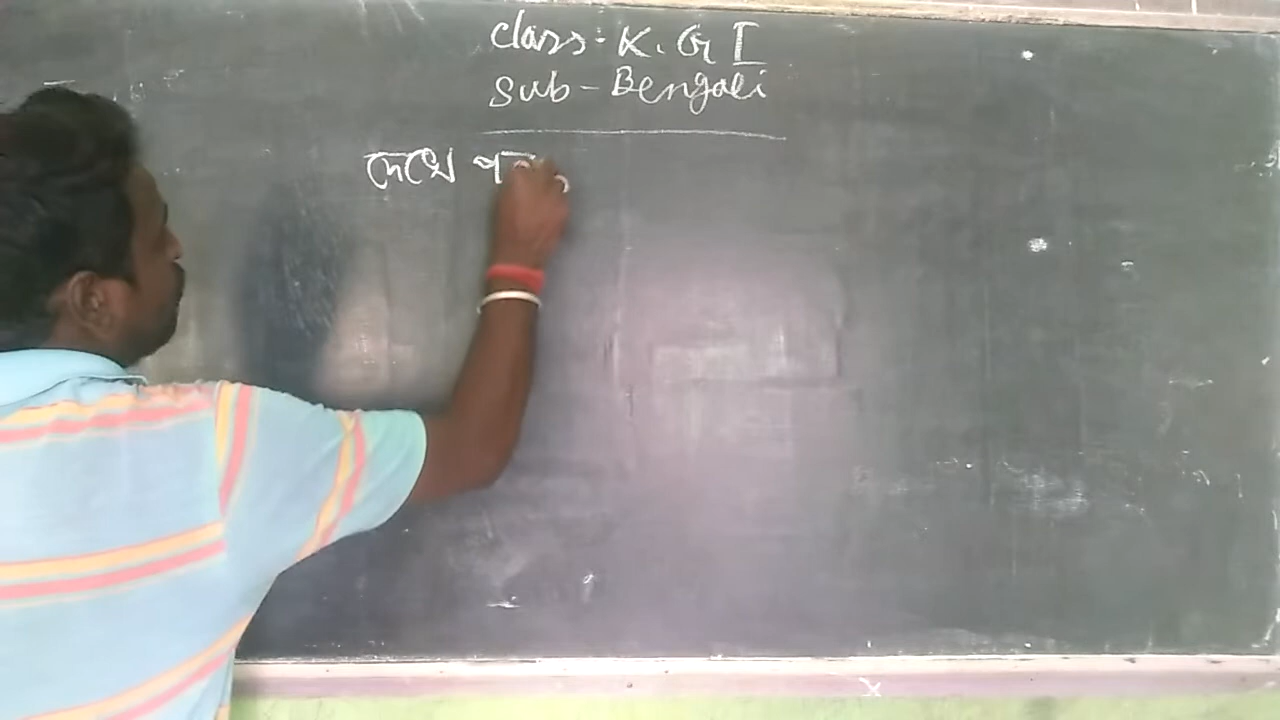 Class:- K. G I
Sub - Bengali
দেখে